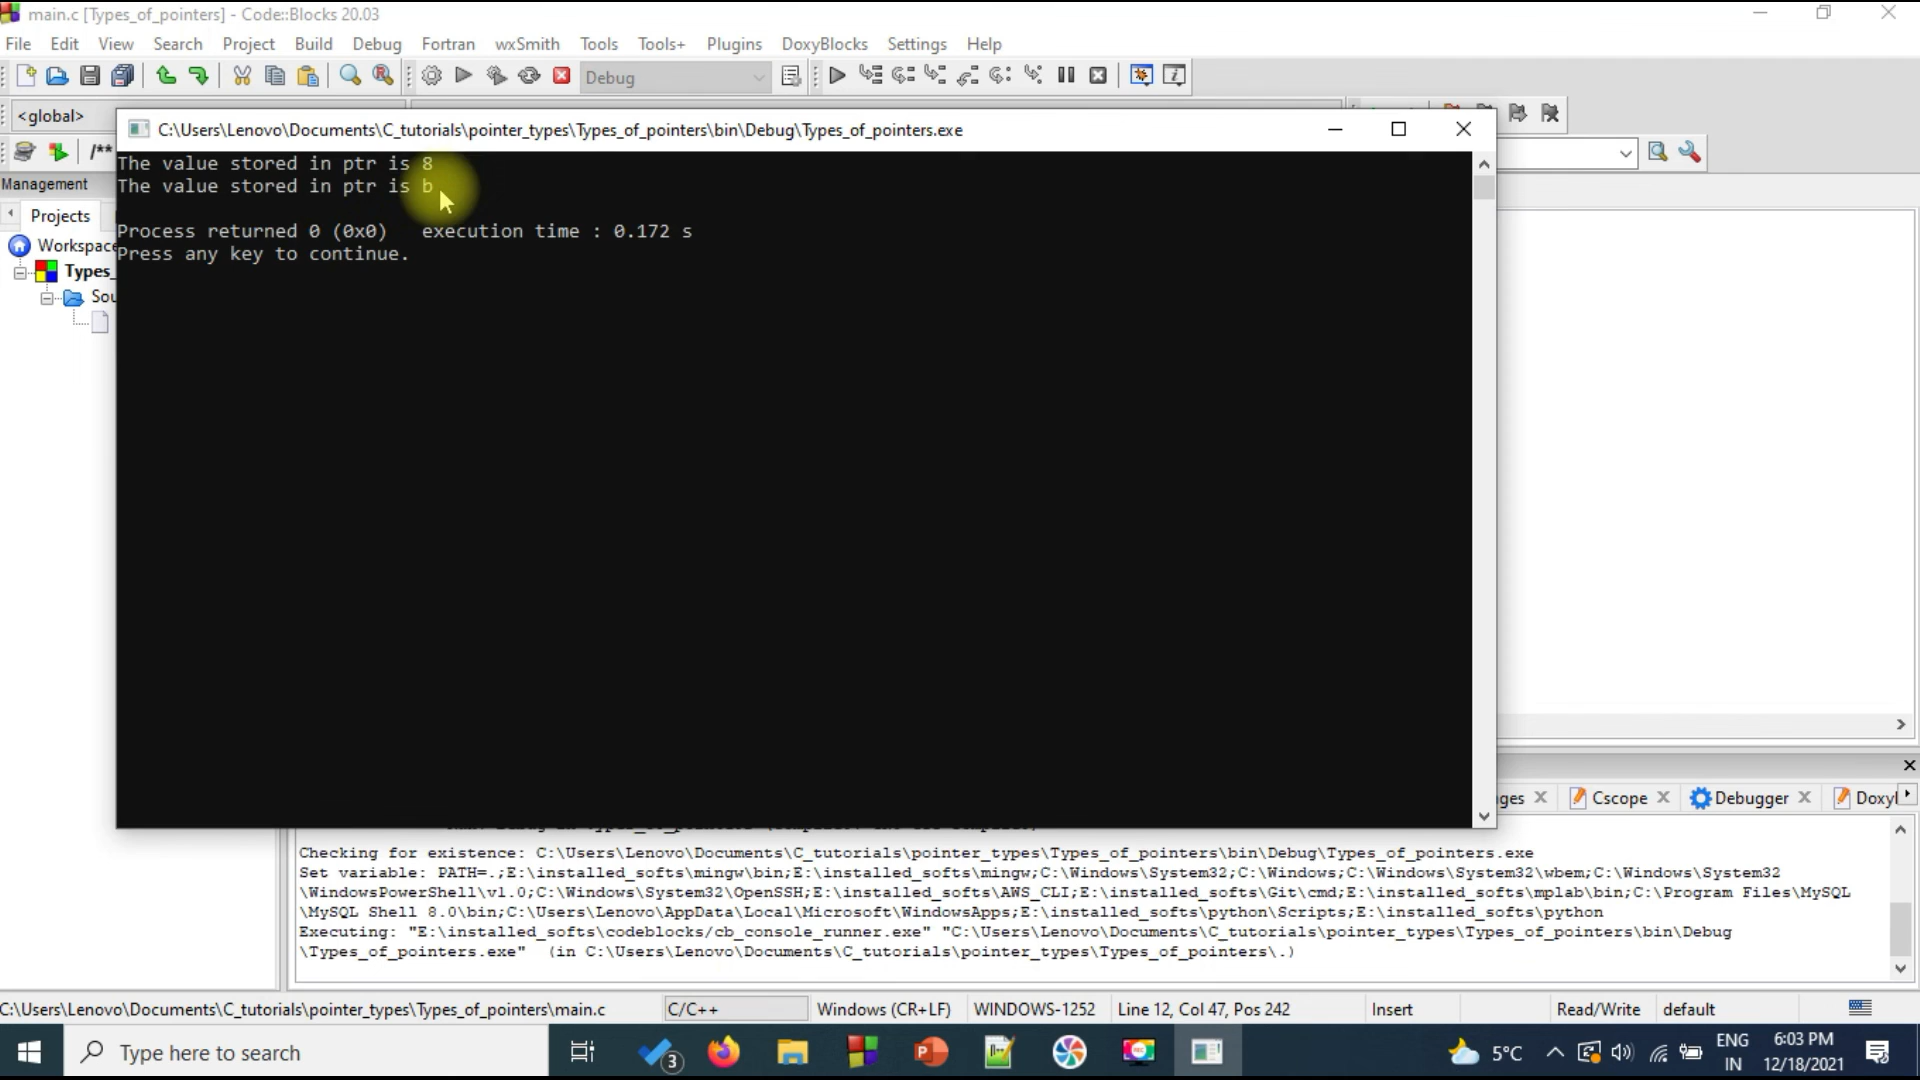 main.c [Types_of_pointers] - Code::Blocks 20.03
File Edit View Search Project Build Debug Fortran wxSmith Tools Tools+ Plugins DoxyBlocks Settings Help
Debug
<global>
C:\Users\Lenovo\Documents\C_tutorials\pointer_types\Types_of_pointers\bin\Debug\Types_of_pointers.exe
/**
The value stored in ptr is 8
The value stored in ptr is b
Management
Projects
Process returned 0 (0x0)   execution time : 0.172 s
Workspace
Press any key to continue.
Types_
Sou
ges Cscope Debugger Doxyl
Checking for existence: C:\Users\Lenovo\Documents\C_tutorials\pointer_types\Types_of_pointers\bin\Debug\Types_of_pointers.exe
Set variable: PATH=.;E:\installed_softs\mingw\bin;E:\installed_softs\mingw;C:\Windows\System32;C:\Windows;C:\Windows\System32\wbem;C:\Windows\System32
\WindowsPowerShell\v1.0;C:\Windows\System32\OpenSSH;E:\installed_softs\AWS_CLI;E:\installed_softs\Git\cmd;E:\installed_softs\mplab\bin;C:\Program Files\MySQL
\MySQL Shell 8.0\bin;C:\Users\Lenovo\AppData\Local\Microsoft\WindowsApps;E:\installed_softs\python\Scripts;E:\installed_softs\python
Executing: "E:\installed_softs\codeblocks/cb_console_runner.exe" "C:\Users\Lenovo\Documents\C_tutorials\pointer_types\Types_of_pointers\bin\Debug
\Types_of_pointers.exe"  (in C:\Users\Lenovo\Documents\C_tutorials\pointer_types\Types_of_pointers\.)
C:\Users\Lenovo\Documents\C_tutorials\pointer_types\Types_of_pointers\main.c C/C++ Windows (CR+LF) WINDOWS-1252 Line 12, Col 47, Pos 242 Insert Read/Write default
Type here to search 3 5°C ENG 6:03 PM
IN 12/18/2021